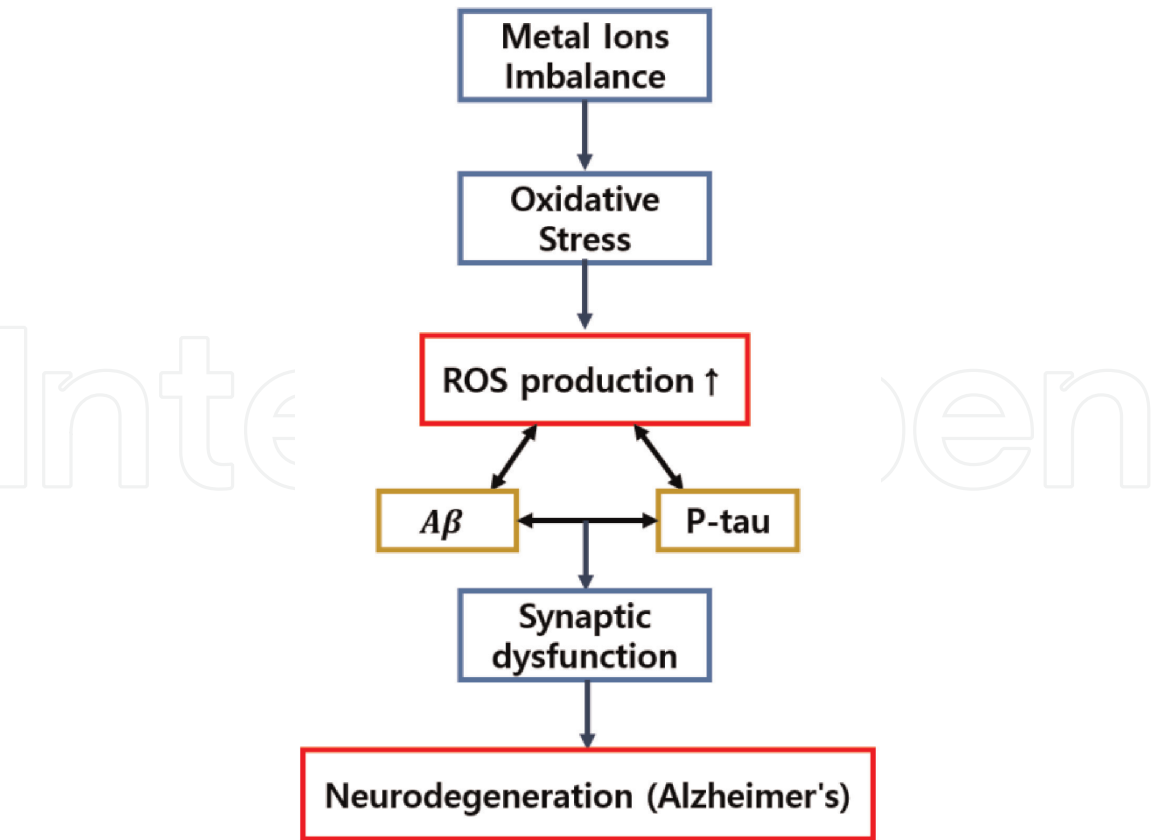 Metal Ions
Imbalance
Oxidative
Stress
ROS production ↑
Aβ
P-tau
Synaptic
dysfunction
Neurodegeneration (Alzheimer's)